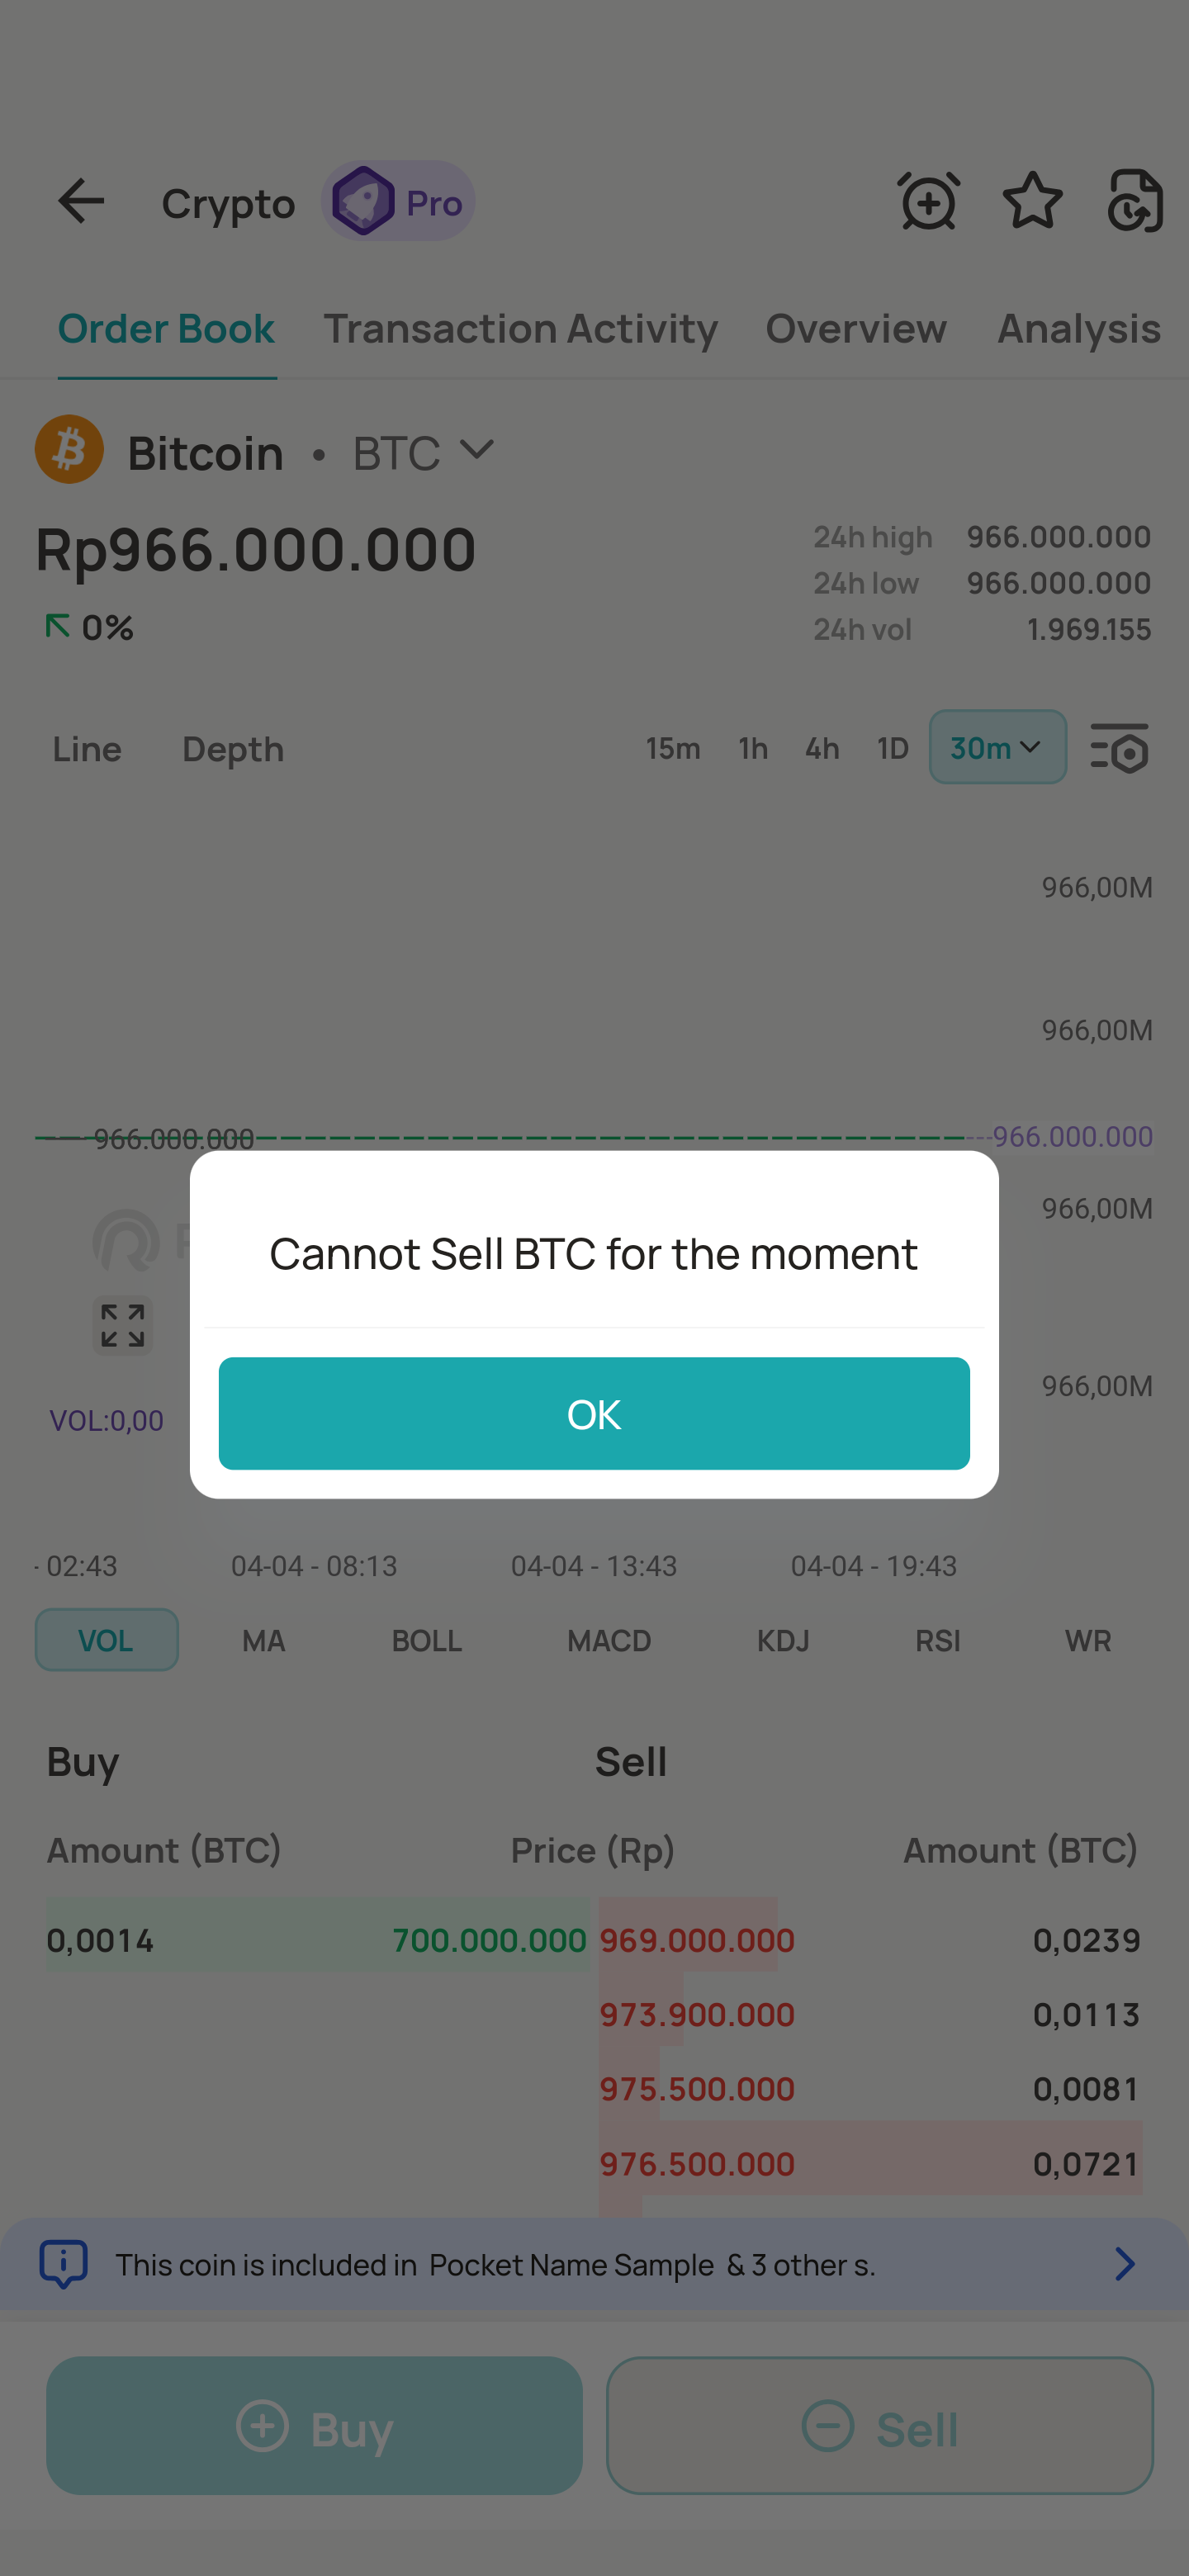 Crypto Pro
Order Book Transaction Activity Overview Analysis
Bitcoin • BTC
Rp966.000.000
24h high 966.000.000
24h low 966.000.000
0%
24h vol 1.969.155
Line Depth 15m 1h 4h 1D 30m
966,00M
966,00M
966.000.000 966.000.000
966,00M
Cannot Sell BTC for the moment
OK
966,00M
VOL:0,00
- 02:43 04-04 - 08:13 04-04 - 13:43 04-04 - 19:43
VOL MA BOLL MACD KDJ RSI WR
Buy Sell
Amount (BTC) Price (Rp) Amount (BTC)
0,0014 700.000.000 969.000.000 0,0239
973.900.000 0,0113
975.500.000 0,0081
976.500.000 0,0721
This coin is included in Pocket Name Sample & 3 other s.
Buy Sell